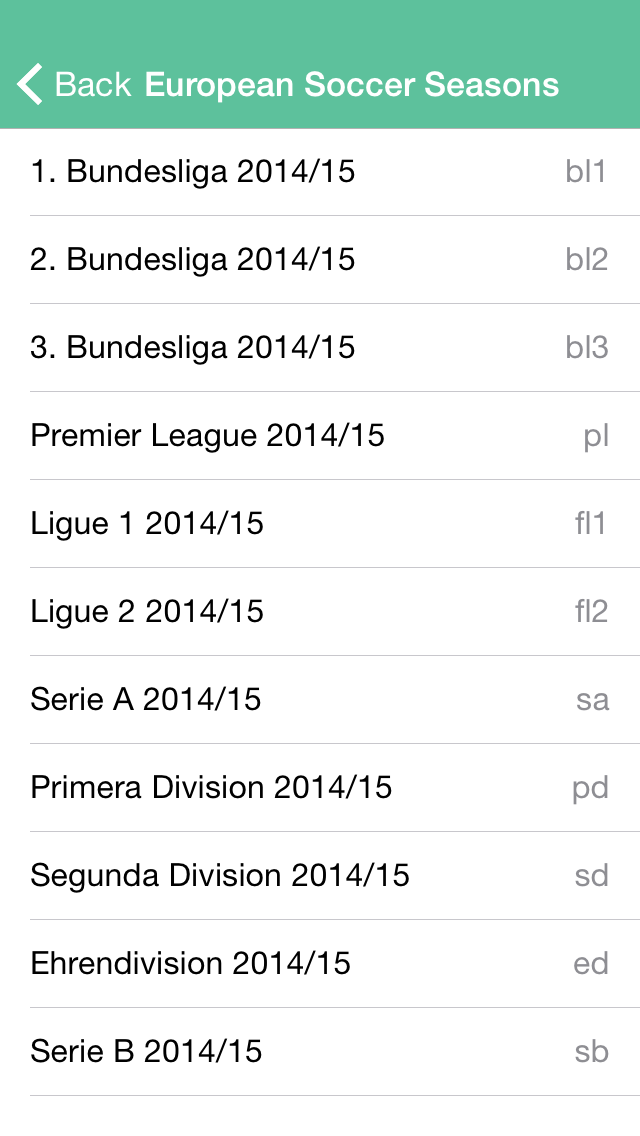 Back European Soccer Seasons
1. Bundesliga 2014/15 bl1
2. Bundesliga 2014/15 bl2
3. Bundesliga 2014/15 bl3
Premier League 2014/15 pl
Ligue 1 2014/15 fl1
Ligue 2 2014/15 fl2
Serie A 2014/15 sa
Primera Division 2014/15 pd
Segunda Division 2014/15 sd
Ehrendivision 2014/15 ed
Serie B 2014/15 sb